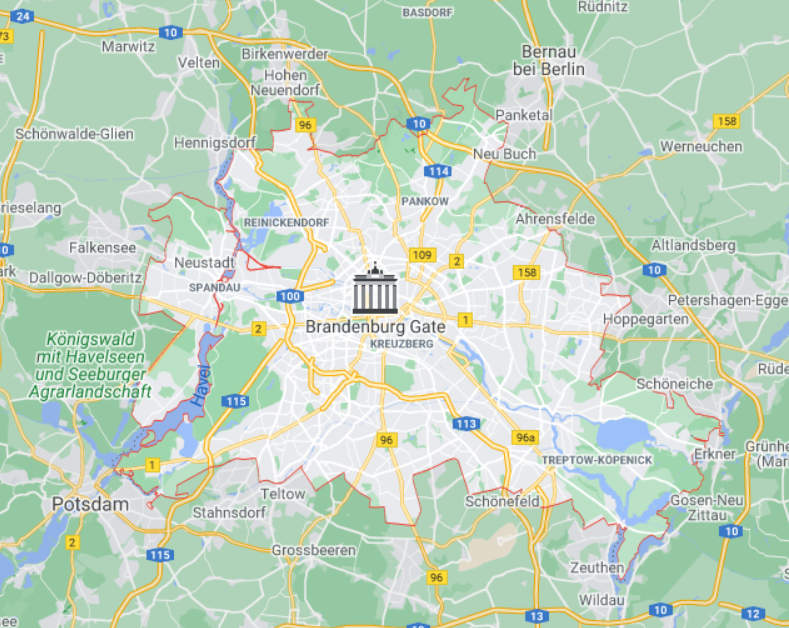 BASDORF
Rüdnitz
24
10
Marwitz
Birkenwerder
Velten
Bernau
bei Berlin
Hohen
Neuendorf
Panketal
96
10
158
Schönwalde-Glien
Hennigsdorf
Neu Buch
Werneuchen
114
PANKOW
rieselang
REINICKENDORF
Ahrensfelde
Falkensee
Altlandsberg
109
2
Neustadt
158
10
ark
Dallgow-Döberitz
SPANDAU
100
Petershagen-Egge
Hoppegarten
1
2
Brandenburg Gate
KREUZBERG
Königswald
mit Havelseen
und Seeburger
Agrarlandschaft
Havel
Rüde
Schöneiche
115
113
96
96a
Grünhe
(Mar
Erkner
1
TREPTOW-KÖPENICK
Potsdam
Teltow
Schönefeld
Gosen-Neu
Zittau
Stahnsdorf
10
2
115
Grossbeeren
Zeuthen
96
Wildau
10
12
13
see